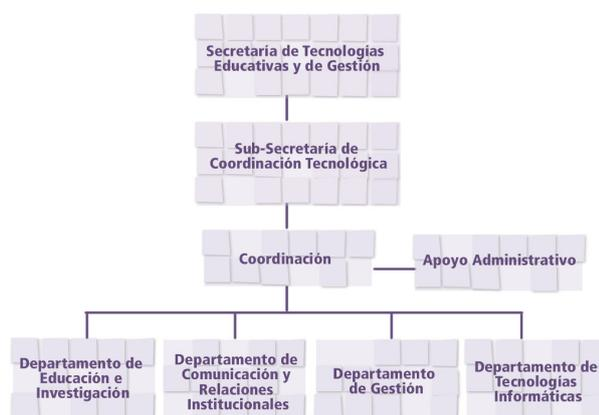 Secretaría de Tecnologías
Educativas y de Gestión
Sub-Secretaría de
Coordinación Tecnológica
Coordinación
Apoyo Administrativo
Departamento de
Educación e
Investigación
Departamento de
Comunicación y
Relaciones
Institucionales
Departamento
de Gestión
Departamento de
Tecnologías
Informáticas